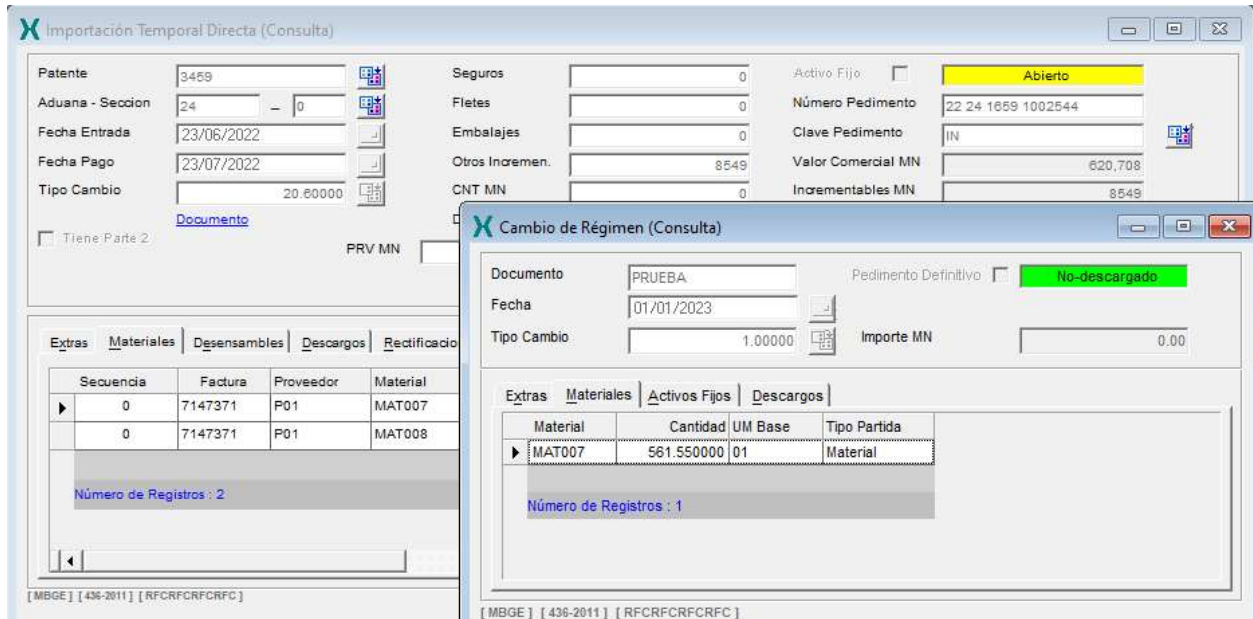 Importación Temporal Directa (Consulta)
Patente 3459 Seguros 0 Activo Fijo Abierto
Aduana - Seccion 24 – 0 Fletes 0 Número Pedimento 22 24 1659 1002544
Fecha Entrada 23/06/2022 Embalajes 0 Clave Pedimento IN
Fecha Pago 23/07/2022 Otros Incremen. 8549 Valor Comercial MN 620,708
Tipo Cambio 20.60000 CNT MN 0 Incrementables MN 8549
Documento
Tiene Parte 2
PRV MN
Extras Materiales Desensambles Descargos Rectificacio
Secuencia Factura Proveedor Material
0 7147371 P01 MAT007
0 7147371 P01 MAT008
Número de Registros : 2
[ MBGE ] [ 436-2011 ] [ RFCRFCRFCRFC ]
Cambio de Régimen (Consulta)
Documento PRUEBA Pedimento Definitivo No-descargado
Fecha 01/01/2023
Tipo Cambio 1.00000 Importe MN 0.00
Extras Materiales Activos Fijos Descargos
Material Cantidad UM Base Tipo Partida
MAT007 561.550000 01 Material
Número de Registros : 1
[ MBGE ] [ 436-2011 ] [ RFCRFCRFCRFC ]